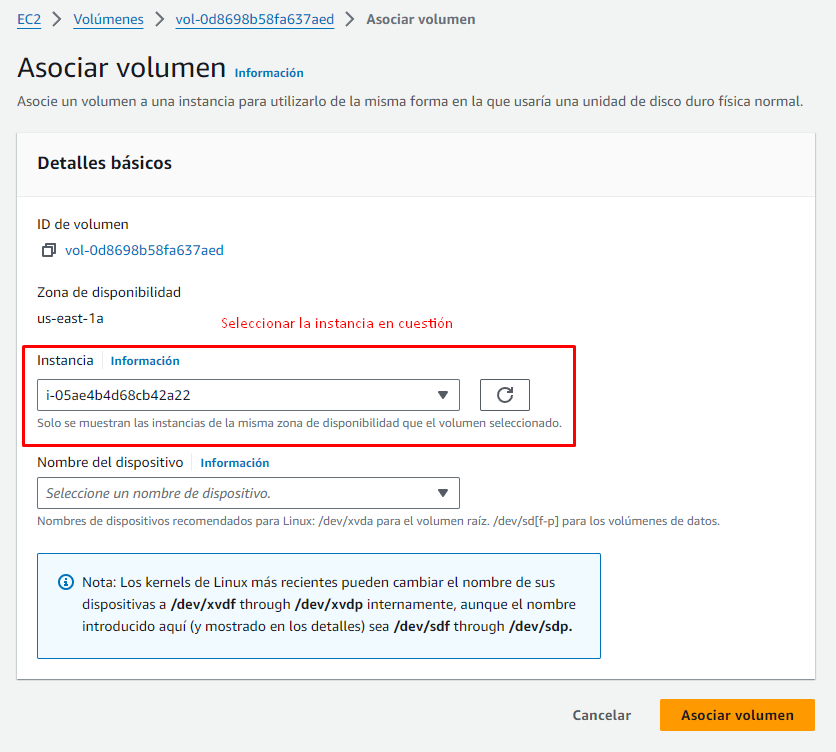 EC2 > Volúmenes > vol-0d8698b58fa637aed > Asociar volumen
Asociar volumen Información
Asocie un volumen a una instancia para utilizarlo de la misma forma en la que usaría una unidad de disco duro física normal.
Detalles básicos
ID de volumen
vol-0d8698b58fa637aed
Zona de disponibilidad
us-east-1a
Seleccionar la instancia en cuestión
Instancia Información
i-05ae4b4d68cb42a22
Solo se muestran las instancias de la misma zona de disponibilidad que el volumen seleccionado.
Nombre del dispositivo Información
Seleccione un nombre de dispositivo.
Nombres de dispositivos recomendados para Linux: /dev/xvda para el volumen raíz. /dev/sd[f-p] para los volúmenes de datos.
Nota: Los kernels de Linux más recientes pueden cambiar el nombre de sus
dispositivas a /dev/xvdf through /dev/xvdp internamente, aunque el nombre
introducido aquí (y mostrado en los detalles) sea /dev/sdf through /dev/sdp.
Cancelar
Asociar volumen